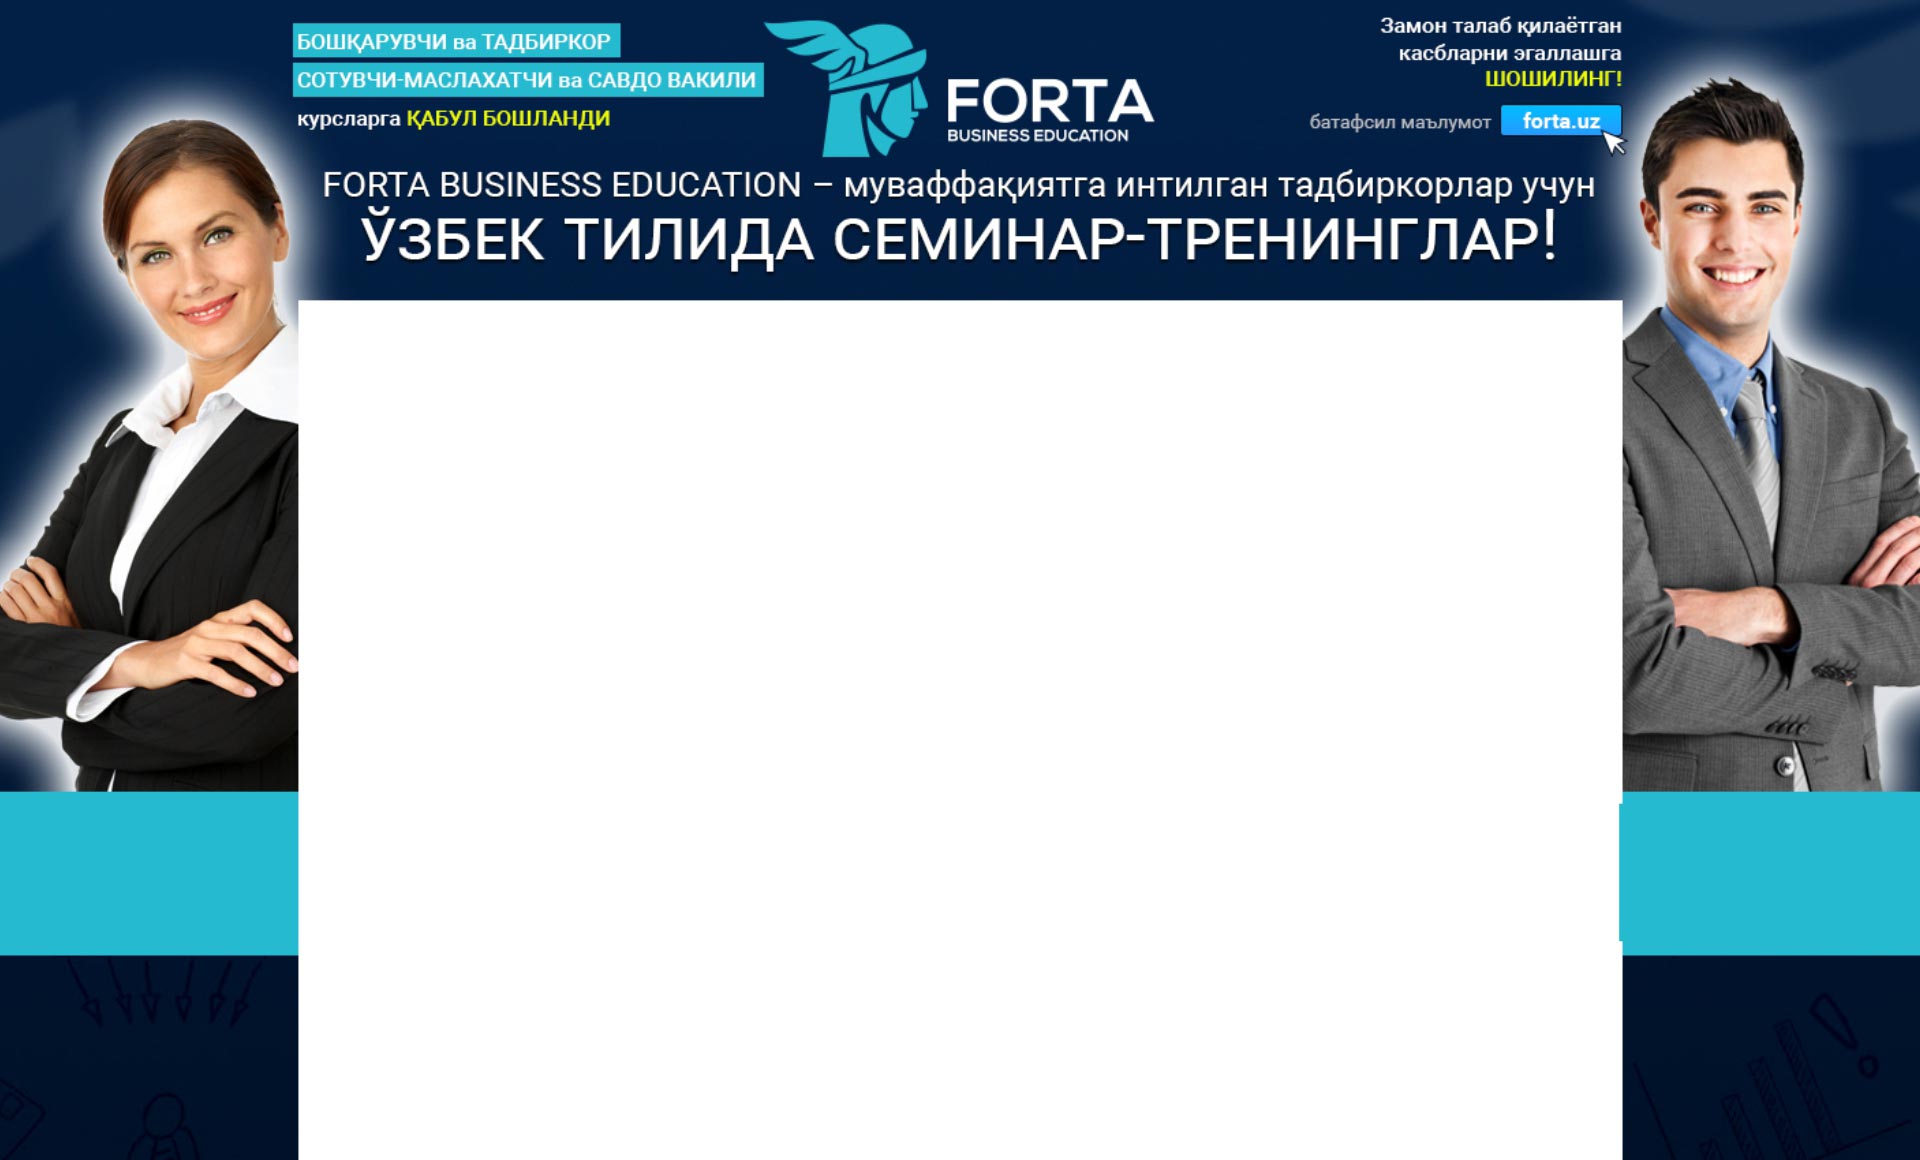 БОШҚАРУВЧИ ва ТАДБИРКОР
СОТУВЧИ-МАСЛАХАТЧИ ва САВДО ВАКИЛИ
курсларга ҚАБУЛ БОШЛАНДИ
FORTA
BUSINESS EDUCATION
Замон талаб қилаётган
касбларни эгаллашга
ШОШИЛИНГ!
батафсил маълумот forta.uz
FORTA BUSINESS EDUCATION – муваффақиятга интилган тадбиркорлар учун
ЎЗБЕК ТИЛИДА СЕМИНАР-ТРЕНИНГЛАР!